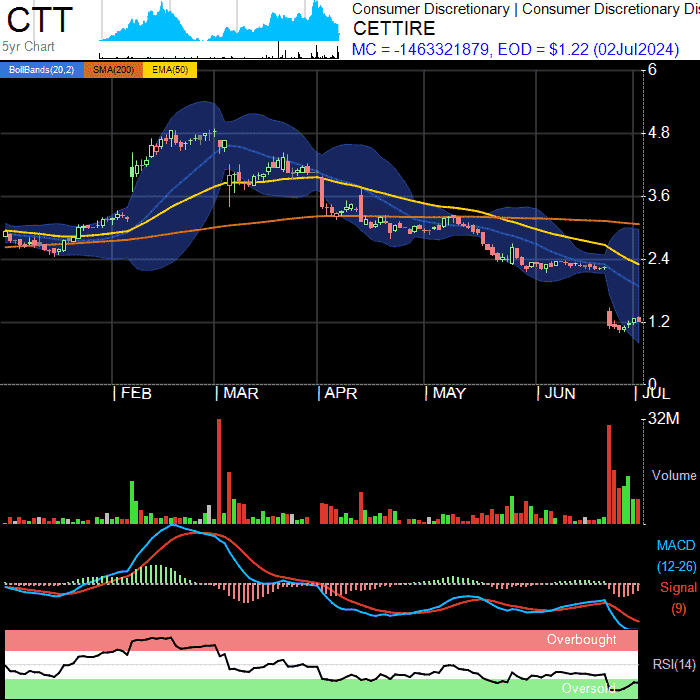 CTT
5yr Chart
Consumer Discretionary | Consumer Discretionary Dis
CETTIRE
MC = -1463321879, EOD = $1.22 (02Jul2024)
BollBands(20,2) SMA(200) EMA(50)
6
4.8
3.6
2.4
1.2
0
FEB MAR APR MAY JUN JUL
32M
Volume
MACD
(12-26)
Signal
(9)
Overbought
RSI(14)
Oversold